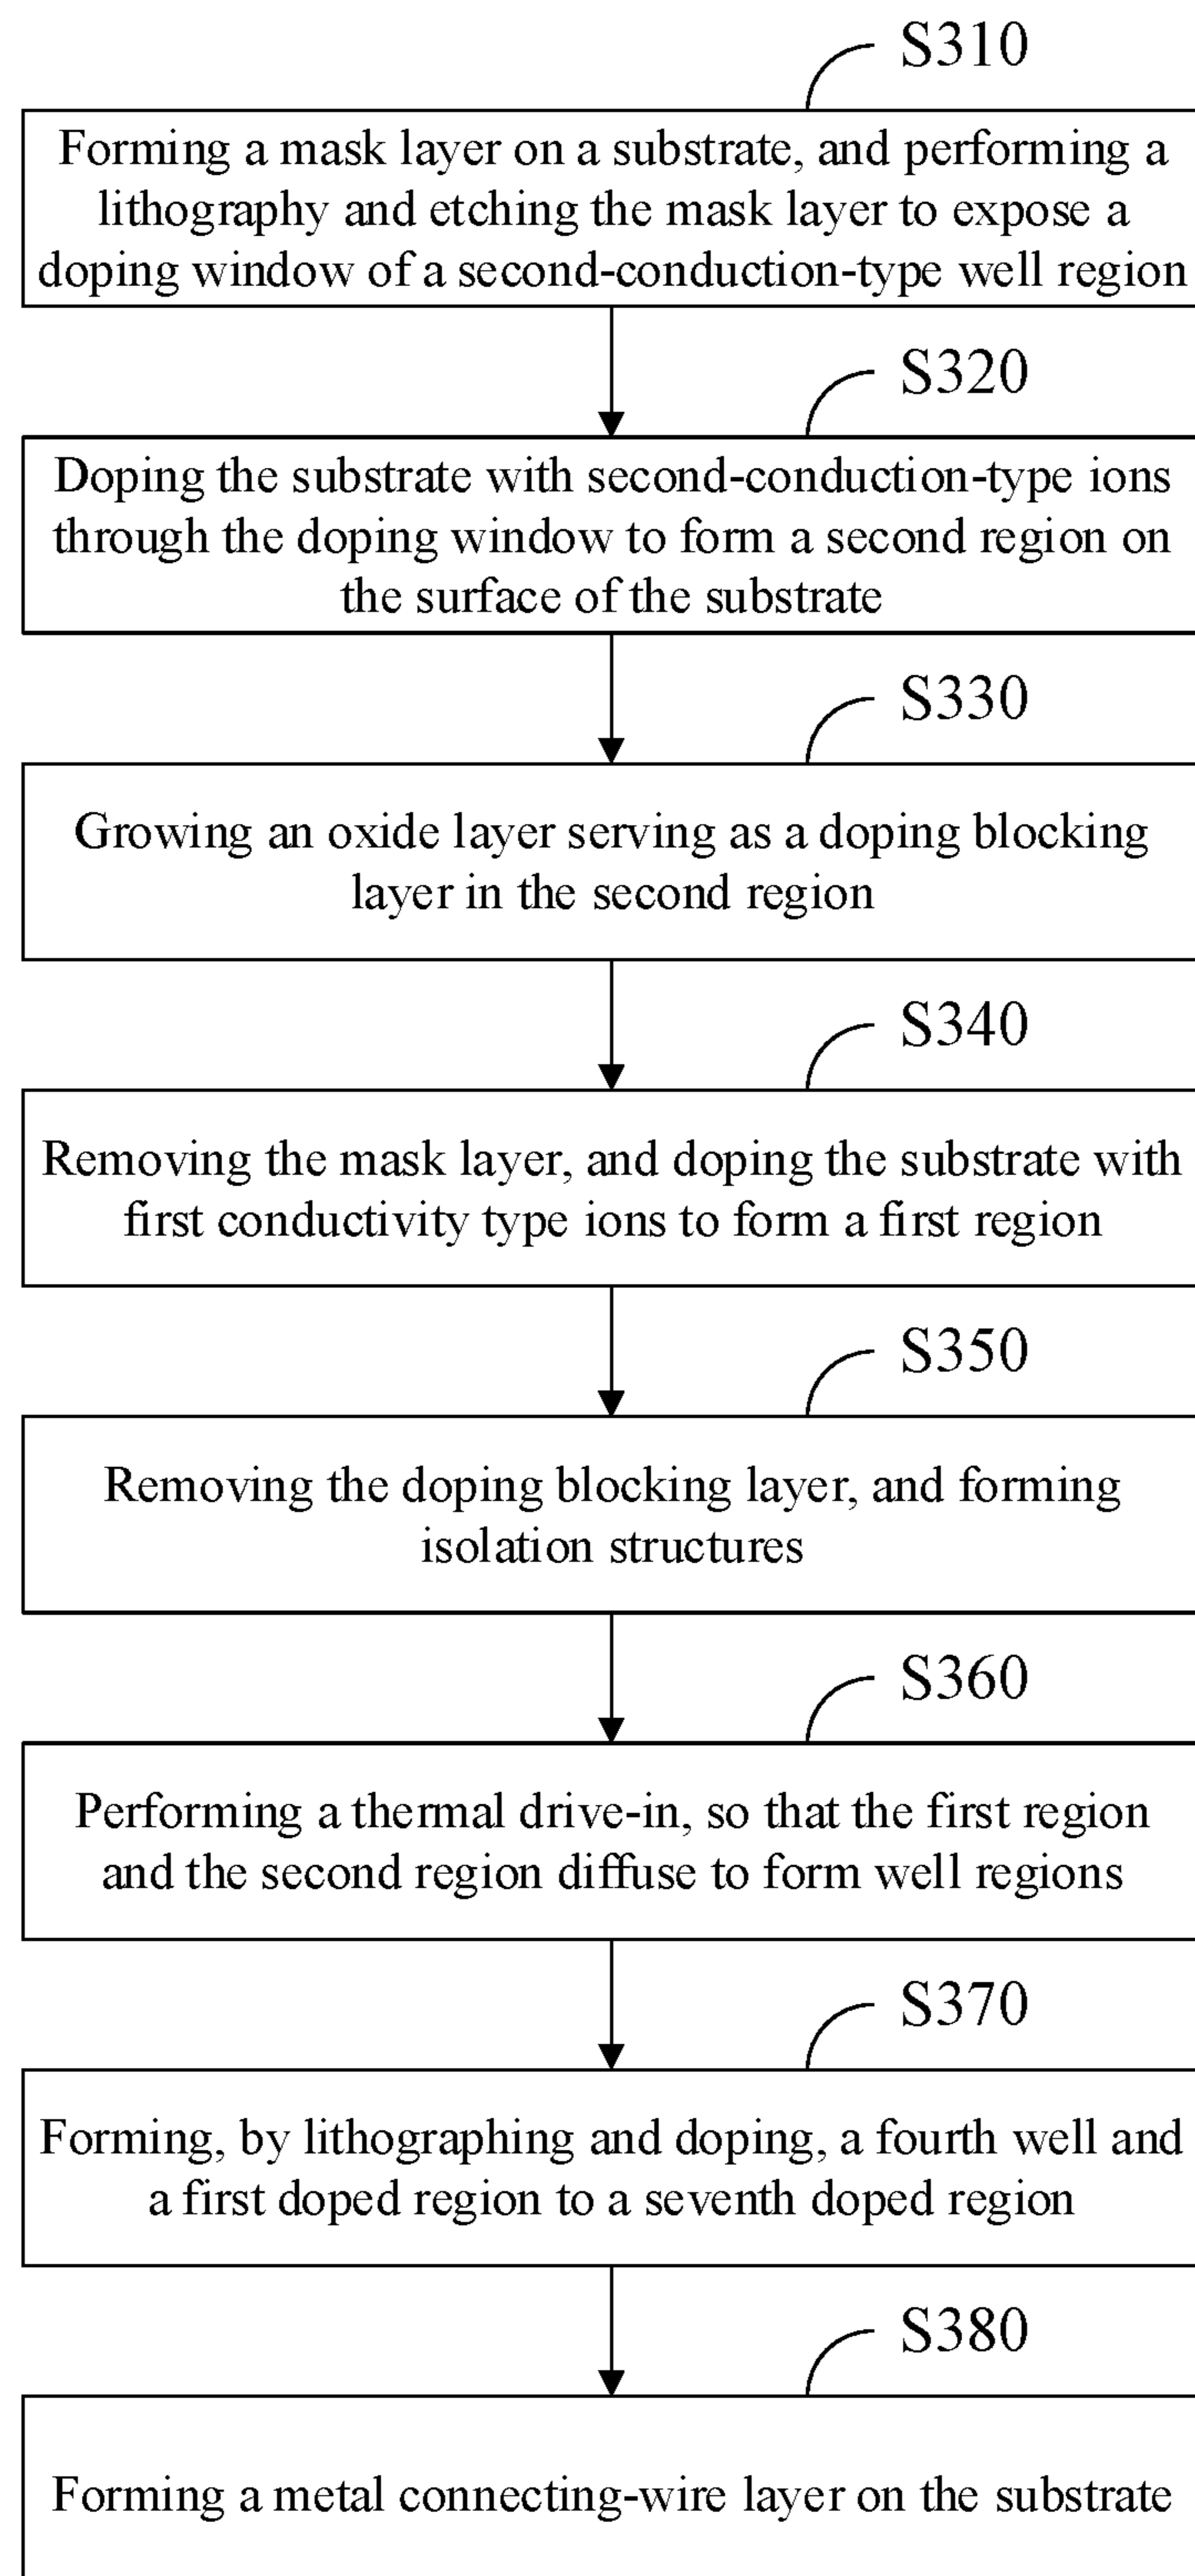 S310
Forming a mask layer on a substrate, and performing a
lithography and etching the mask layer to expose a
doping window of a second-conduction-type well region
S320
Doping the substrate with second-conduction-type ions
through the doping window to form a second region on
the surface of the substrate
S330
Growing an oxide layer serving as a doping blocking
layer in the second region
S340
Removing the mask layer, and doping the substrate with
first conductivity type ions to form a first region
S350
Removing the doping blocking layer, and forming
isolation structures
S360
Performing a thermal drive-in, so that the first region
and the second region diffuse to form well regions
S370
Forming, by lithographing and doping, a fourth well and
a first doped region to a seventh doped region
S380
Forming a metal connecting-wire layer on the substrate